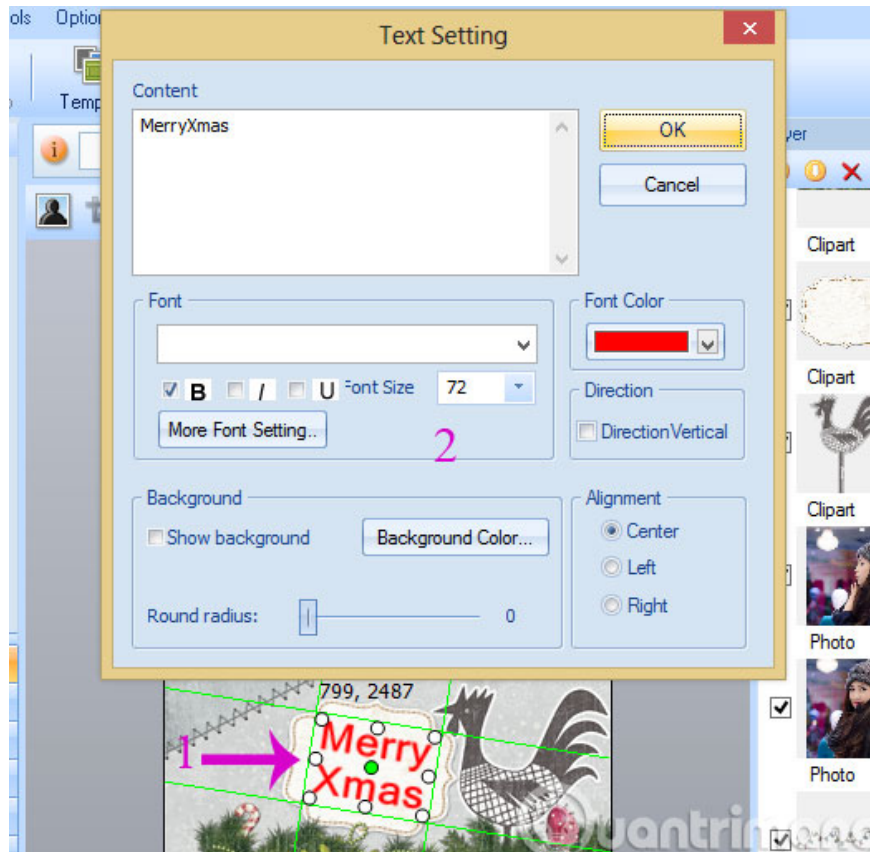 ols Optio
Text Setting
Temp
Content
MerryXmas
OK
Cancel
yer
Clipart
Font
Font Color
B I U Font Size 72
More Font Setting..
2
Direction
DirectionVertical
Clipart
Background
Show background
Background Color...
Round radius: 0
Alignment
Center
Left
Right
Clipart
Photo
799, 2487
1
Merry
Xmas
Photo
Quantrimang